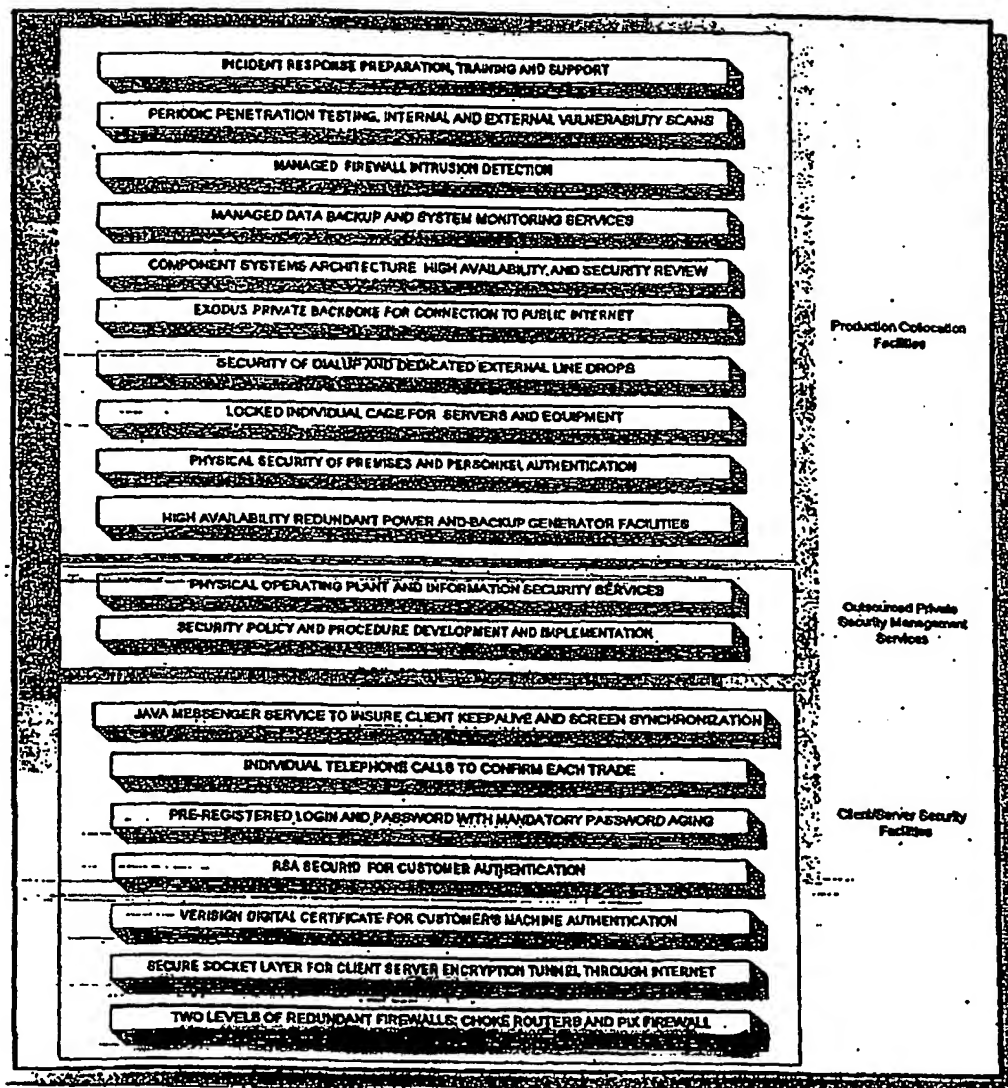 INCIDENT RESPONSE PREPARATION, TRAINING AND SUPPORT
PERIODIC PENETRATION TESTING, INTERNAL AND EXTERNAL VULNERABILITY SCANS
MANAGED FIREWALL INTRUSION DETECTION
MANAGED DATA BACKUP AND SYSTEM MONITORING SERVICES
COMPONENT SYSTEMS ARCHITECTURE HIGH AVAILABILITY, AND SECURITY REVIEW
EXODUS PRIVATE BACKBONE FOR CONNECTION TO PUBLIC INTERNET
SECURITY OF DIALUP AND DEDICATED EXTERNAL LINE DROPS
LOCKED INDIVIDUAL CAGE FOR SERVERS AND EQUIPMENT
PHYSICAL SECURITY OF PREMISES AND PERSONNEL AUTHENTICATION
HIGH AVAILABILITY REDUNDANT POWER AND BACKUP GENERATOR FACILITIES
Production Collocation
Facilities
PHYSICAL OPERATING PLANT AND INFORMATION SECURITY SERVICES
SECURITY POLICY AND PROCEDURE DEVELOPMENT AND IMPLEMENTATION
Outsourced Private
Security Management
Services
JAVA MESSENGER SERVICE TO INSURE CLIENT KEEPALIVE AND SCREEN SYNCHRONIZATION
INDIVIDUAL TELEPHONE CALLS TO CONFIRM EACH TRADE
PRE-REGISTERED LOGIN AND PASSWORD WITH MANDATORY PASSWORD AGING
RSA SECURID FOR CUSTOMER AUTHENTICATION
VERISIGN DIGITAL CERTIFICATE FOR CUSTOMER'S MACHINE AUTHENTICATION
SECURE SOCKET LAYER FOR CLIENT SERVER ENCRYPTION TUNNEL THROUGH INTERNET
TWO LEVELS OF REDUNDANT FIREWALLS: CHOKE ROUTERS AND PIX FIREWALL
Client/Server Security
Facilities